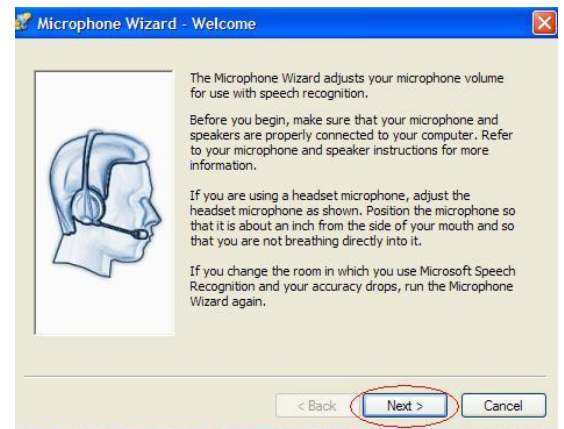 Microphone Wizard - Welcome
The Microphone Wizard adjusts your microphone volume
for use with speech recognition.
Before you begin, make sure that your microphone and
speakers are properly connected to your computer. Refer
to your microphone and speaker instructions for more
information.
If you are using a headset microphone, adjust the
headset microphone as shown. Position the microphone so
that it is about an inch from the side of your mouth and so
that you are not breathing directly into it.
If you change the room in which you use Microsoft Speech
Recognition and your accuracy drops, run the Microphone
Wizard again.
< Back Next > Cancel